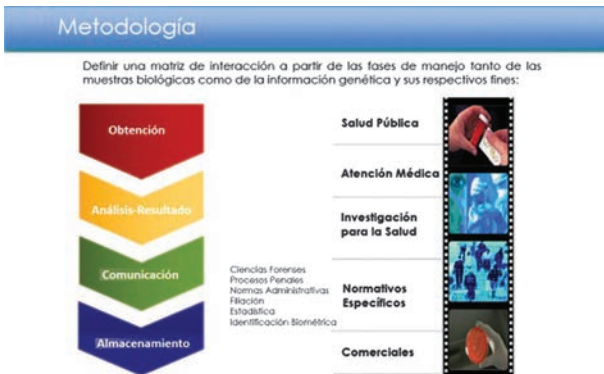 Metodología
Definir una matriz de interacción a partir de las fases de manejo tanto de las
muestras biológicas como de la información genética y sus respectivos fines:
Obtención
Análisis-Resultado
Comunicación
Almacenamiento
Ciencias Forenses
Procesos Penales
Normas Administrativas
Filiación
Estadística
Identificación Biométrica
Salud Pública
Atención Médica
Investigación
para la Salud
Normativos
Específicos
Comerciales